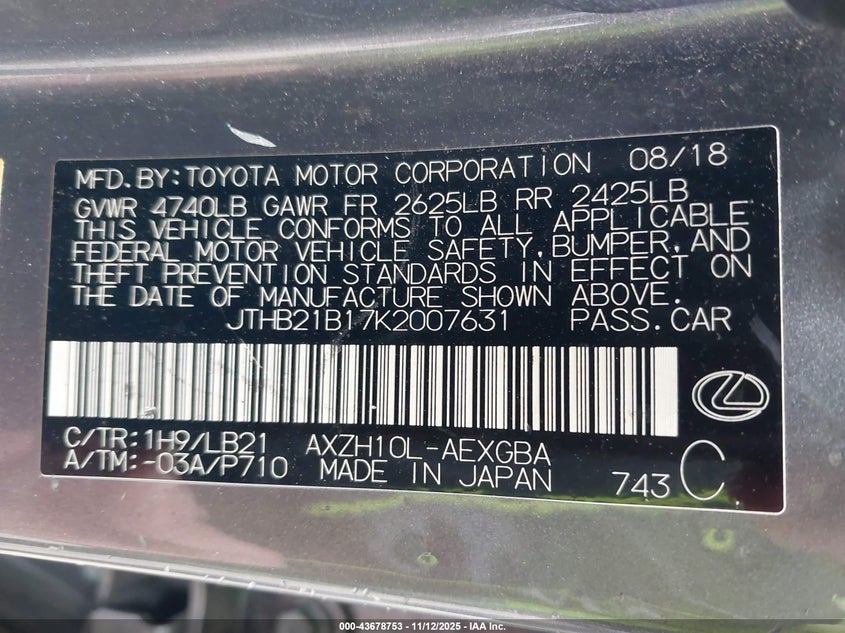 MFD.BY:TOYOTA MOTOR CORPORATION 08/18
GVWR 4740LB GAWR FR 2625LB RR 2425LB
THIS VEHICLE CONFORMS TO ALL APPLICABLE
FEDERAL MOTOR VEHICLE SAFETY,BUMPER,AND
THEFT PREVENTION STANDARDS IN EFFECT ON
THE DATE OF MANUFACTURE SHOWN ABOVE.
JTHB21B17K2007631 PASS.CAR
C/TR:1H9/LB21 AXZH10L-AEXGBA
A/TM:-03A/P710 MADE IN JAPAN 743 C
000-43678753 - 11/12/2025 - IAA Inc.